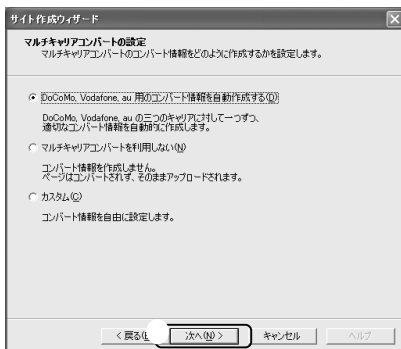 サイト作成ウィザード
マルチキャリアコンバートの設定
マルチキャリアコンバートのコンバート情報をどのように作成するかを設定します。
DoCoMo, Vodafone, au 用のコンバート情報を自動作成する(D)
DoCoMo, Vodafone, au の三つのキャリアに対して一つずつ、
適切なコンバート情報を自動的に作成します。
マルチキャリアコンバートを利用しない(N)
コンバート情報を作成しません。
ページはコンバートされず、そのままアップロードされます。
カスタム(C)
コンバート情報を自由に設定します。
< 戻る(B 次へ(N) > キャンセル ヘルプ